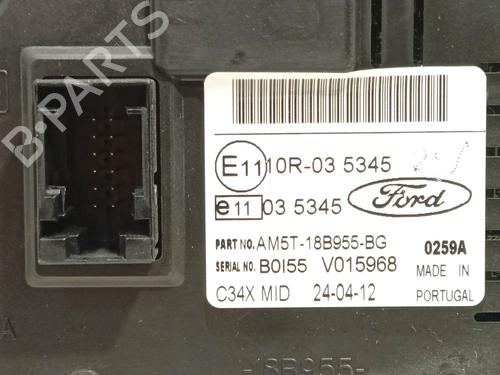 B-PARTS
E11 10R-03 5345
e11 03 5345
Ford
PART NO. AM5T-18B955-BG 0259A
SERIAL NO. B0I55 V015968 MADE IN
C34X MID 24-04-12 PORTUGAL
A
-18B955-